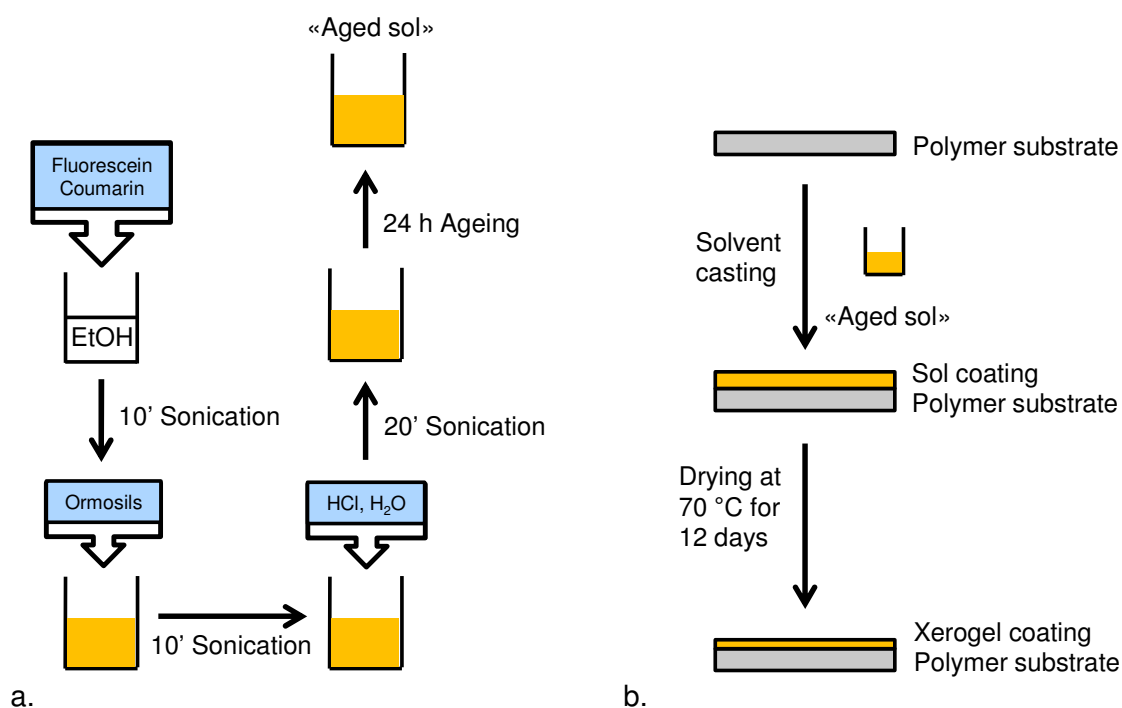 Fluorescein
Coumarin
EtOH
10’ Sonication
Ormosils
10’ Sonication
HCl, H₂O
20’ Sonication
24 h Ageing
«Aged sol»
a.
Polymer substrate
Solvent
casting
«Aged sol»
Sol coating
Polymer substrate
Drying at
70 °C for
12 days
Xerogel coating
Polymer substrate
b.